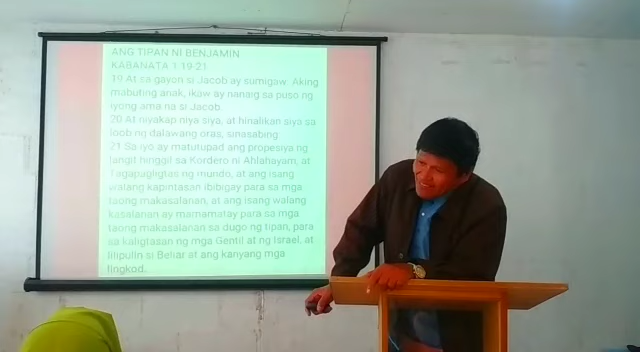 ANG TIPAN NI BENJAMIN
KABANATA 1:19-21
19 At sa gayon si Jacob ay sumigaw: Aking
mabuting anak, ikaw ay nanaig sa puso ng
iyong ama na si Jacob
20 At niyakap niya siya, at hinalikan siya sa
loob ng dalawang oras, sinasabing:
21 Sa iyo ay matutupad ang propesiya ng
langit hinggil sa Kordero ni Ahlahayam, at
Tagapagligtas ng mundo, at ang isang
walang kapintasan ibibigay para sa mga
taong makasalanan, at ang isang walang
kasalanan ay mamamatay para sa mga
taong makasalanan sa dugo ng tipan, para
sa kaligtasan ng mga Gentil at ng Israel, at
lilipulin si Beliar at ang kanyang mga
lingkod.